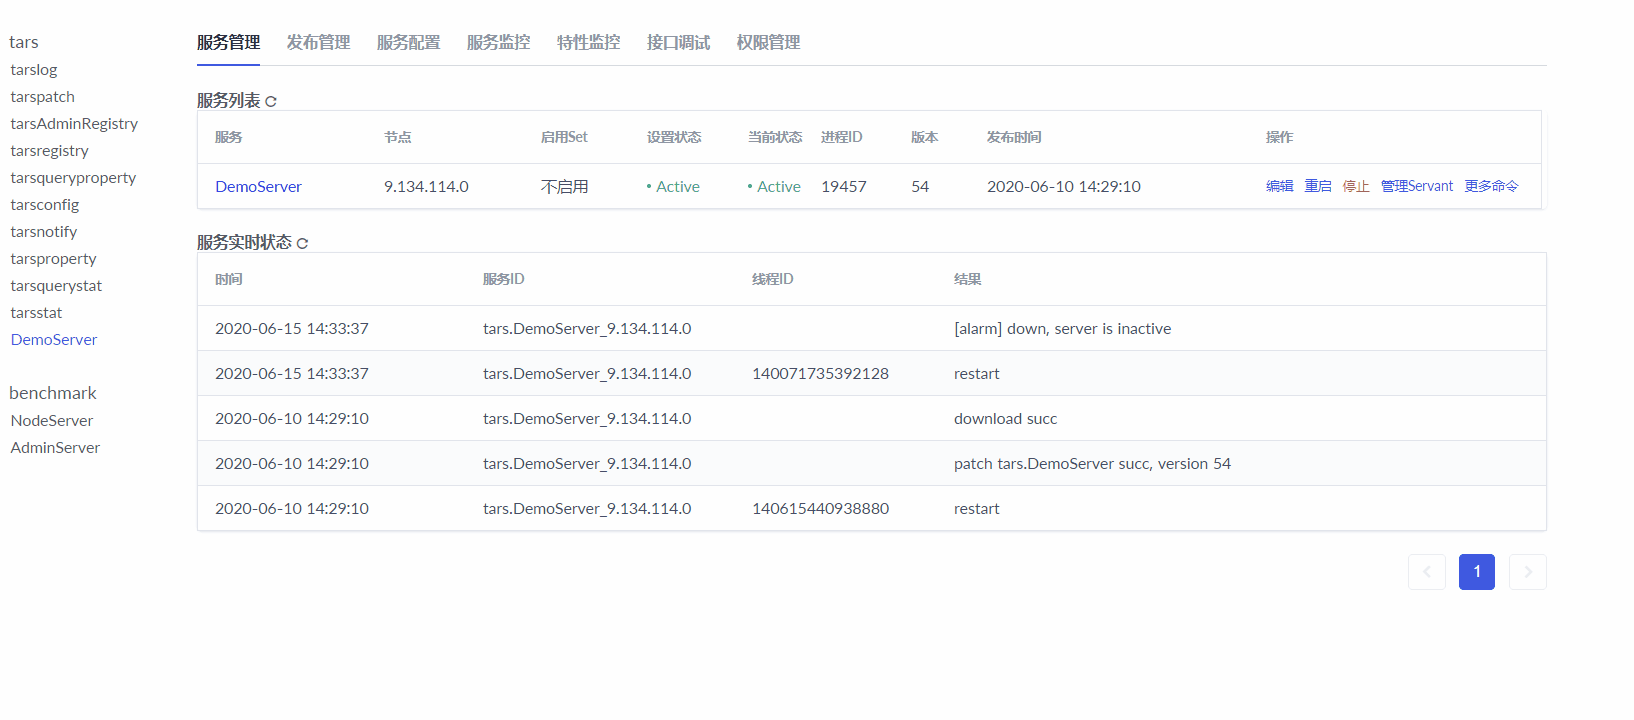 tars
tarslog
tarspatch
tarsAdminRegistry
tarsregistry
tarsqueryproperty
tarsconfig
tarsnotify
tarsproperty
tarsquerystat
tarsstat
DemoServer
benchmark
NodeServer
AdminServer
服务管理 发布管理 服务配置 服务监控 特性监控 接口调试 权限管理
服务列表
服务 节点 启用Set 设置状态 当前状态 进程ID 版本 发布时间 操作
DemoServer 9.134.114.0 不启用 • Active • Active 19457 54 2020-06-10 14:29:10 编辑 重启 停止 管理Servant 更多命令
服务实时状态
时间 服务ID 线程ID 结果
2020-06-15 14:33:37 tars.DemoServer_9.134.114.0 [alarm] down, server is inactive
2020-06-15 14:33:37 tars.DemoServer_9.134.114.0 140071735392128 restart
2020-06-10 14:29:10 tars.DemoServer_9.134.114.0 download succ
2020-06-10 14:29:10 tars.DemoServer_9.134.114.0 patch tars.DemoServer succ, version 54
2020-06-10 14:29:10 tars.DemoServer_9.134.114.0 140615440938880 restart
1